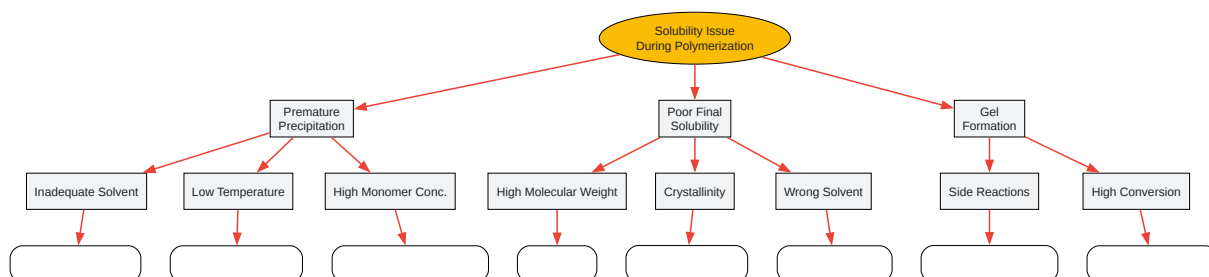 Solubility Issue
During Polymerization
Premature
Precipitation
Poor Final
Solubility
Gel
Formation
Inadequate Solvent
Low Temperature
High Monomer Conc.
High Molecular Weight
Crystallinity
Wrong Solvent
Side Reactions
High Conversion